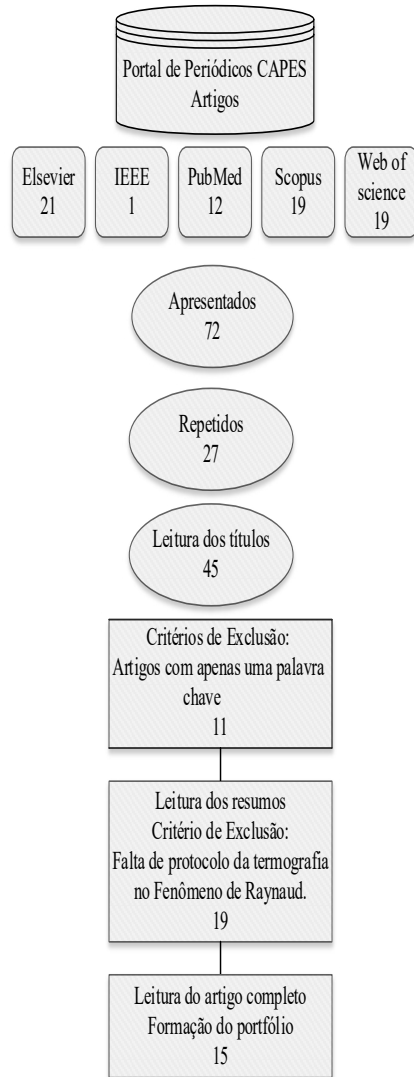 Portal de Periódicos CAPES
Artigos
Elsevier
21
IEEE
1
PubMed
12
Scopus
19
Web of
science
19
Apresentados
72
Repetidos
27
Leitura dos títulos
45
Critérios de Exclusão:
Artigos com apenas uma palavra
chave
11
Leitura dos resumos
Critério de Exclusão:
Falta de protocolo da termografia
no Fenômeno de Raynaud.
19
Leitura do artigo completo
Formação do portfólio
15